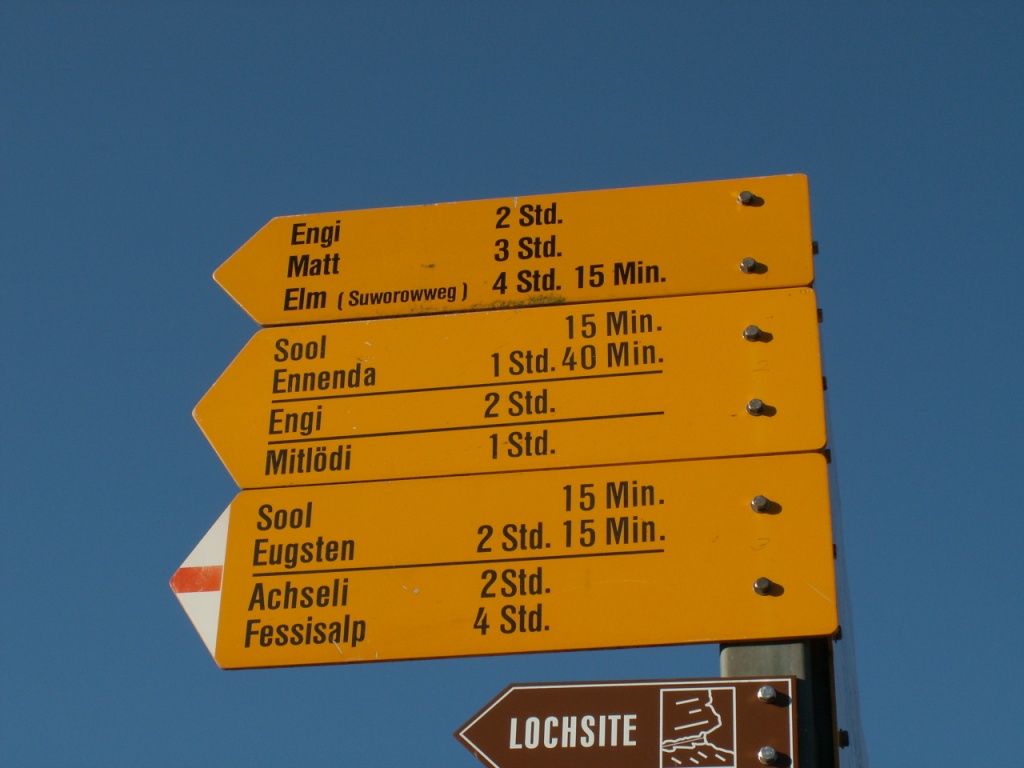 Engi 2 Std.
Matt 3 Std.
Elm ( Suworowweg ) 4 Std. 15 Min.
Sool 15 Min.
Ennenda 1 Std. 40 Min.
Engi 2 Std.
Mitlödi 1 Std.
Sool 15 Min.
Eugsten 2 Std. 15 Min.
Achseli 2Std.
Fessisalp 4 Std.
LOCHSITE